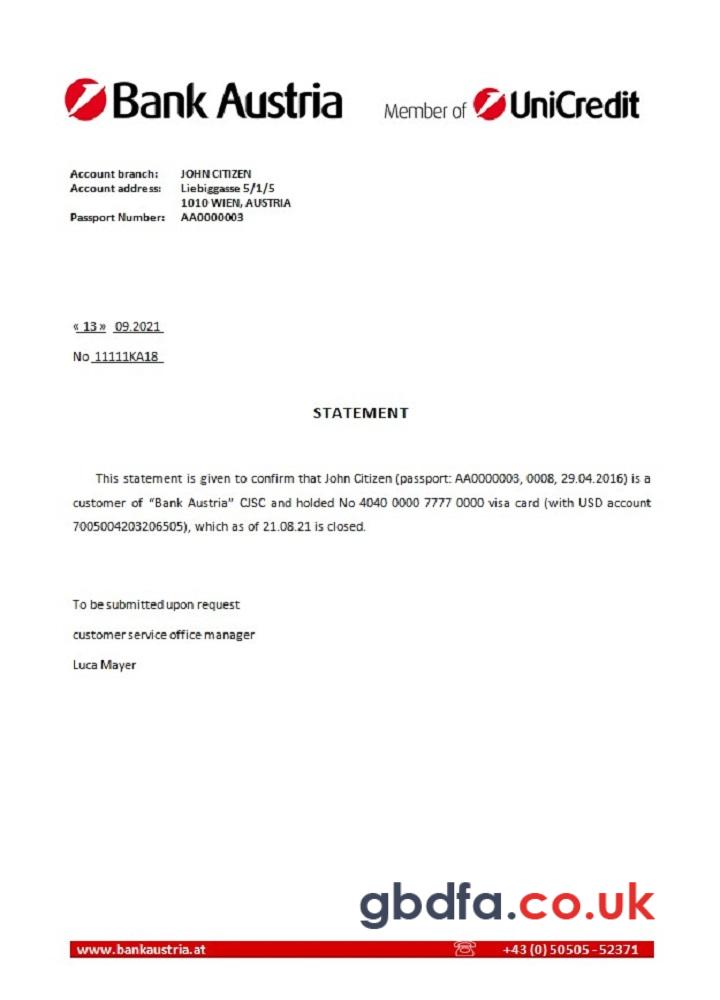 Bank Austria Member of UniCredit
Account branch: JOHN CITIZEN
Account address: Liebiggasse 5/1/5
1010 WIEN, AUSTRIA
Passport Number: AA0000003
« 13 » 09.2021
No 11111KA18
STATEMENT
This statement is given to confirm that John Citizen (passport: AA0000003, 0008, 29.04.2016) is a
customer of “Bank Austria” CJSC and holded No 4040 0000 7777 0000 visa card (with USD account
7005004203206505), which as of 21.08.21 is closed.
To be submitted upon request
customer service office manager
Luca Mayer
gbdfa.co.uk
www.bankaustria.at +43 (0) 50505-52371